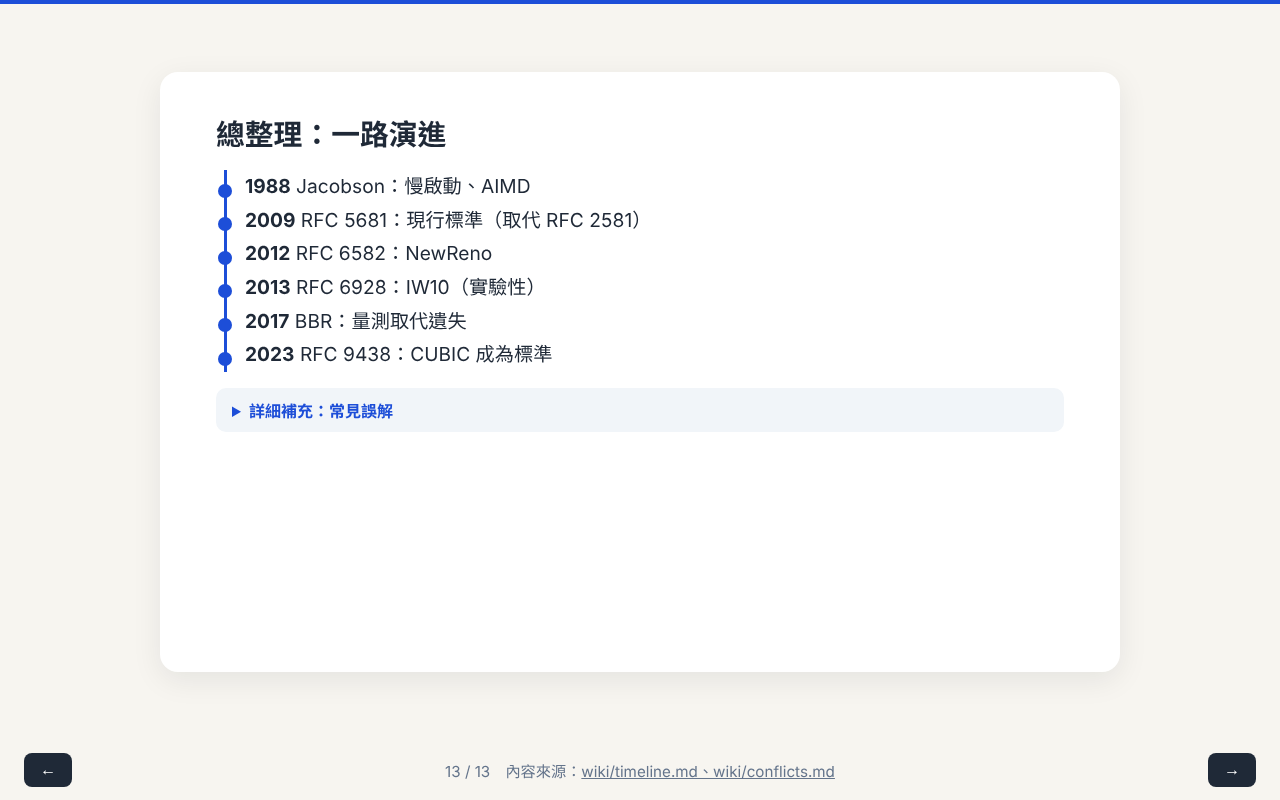 總整理：一路演進
1988 Jacobson：慢啟動、AIMD
2009 RFC 5681：現行標準（取代 RFC 2581）
2012 RFC 6582：NewReno
2013 RFC 6928：IW10（實驗性）
2017 BBR：量測取代遺失
2023 RFC 9438：CUBIC 成為標準
▶ 詳細補充：常見誤解
← 13 / 13 內容來源：wiki/timeline.md、wiki/conflicts.md →